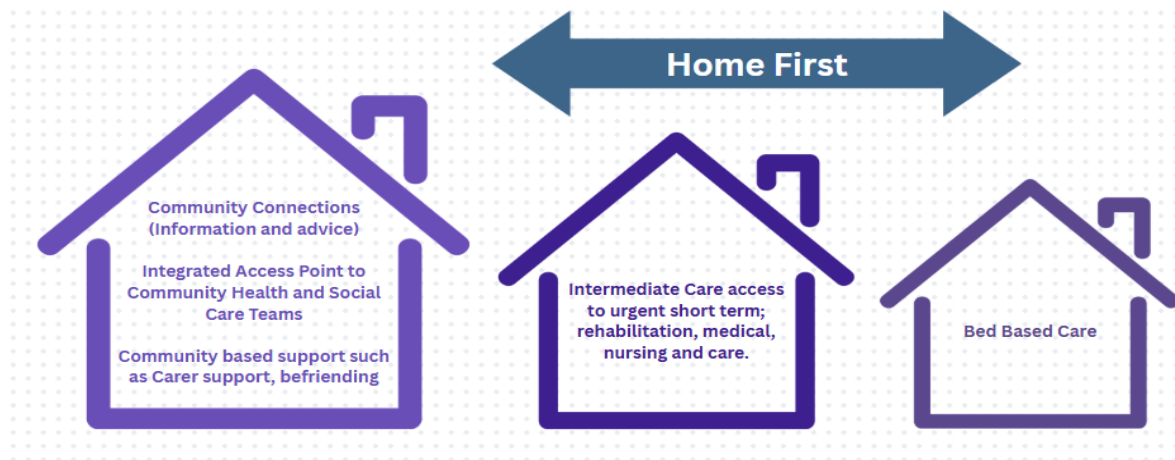 Home First
Community Connections
(Information and advice)
Integrated Access Point to
Community Health and Social
Care Teams
Community based support such
as Carer support, befriending
Intermediate Care access
to urgent short term;
rehabilitation, medical,
nursing and care.
Bed Based Care